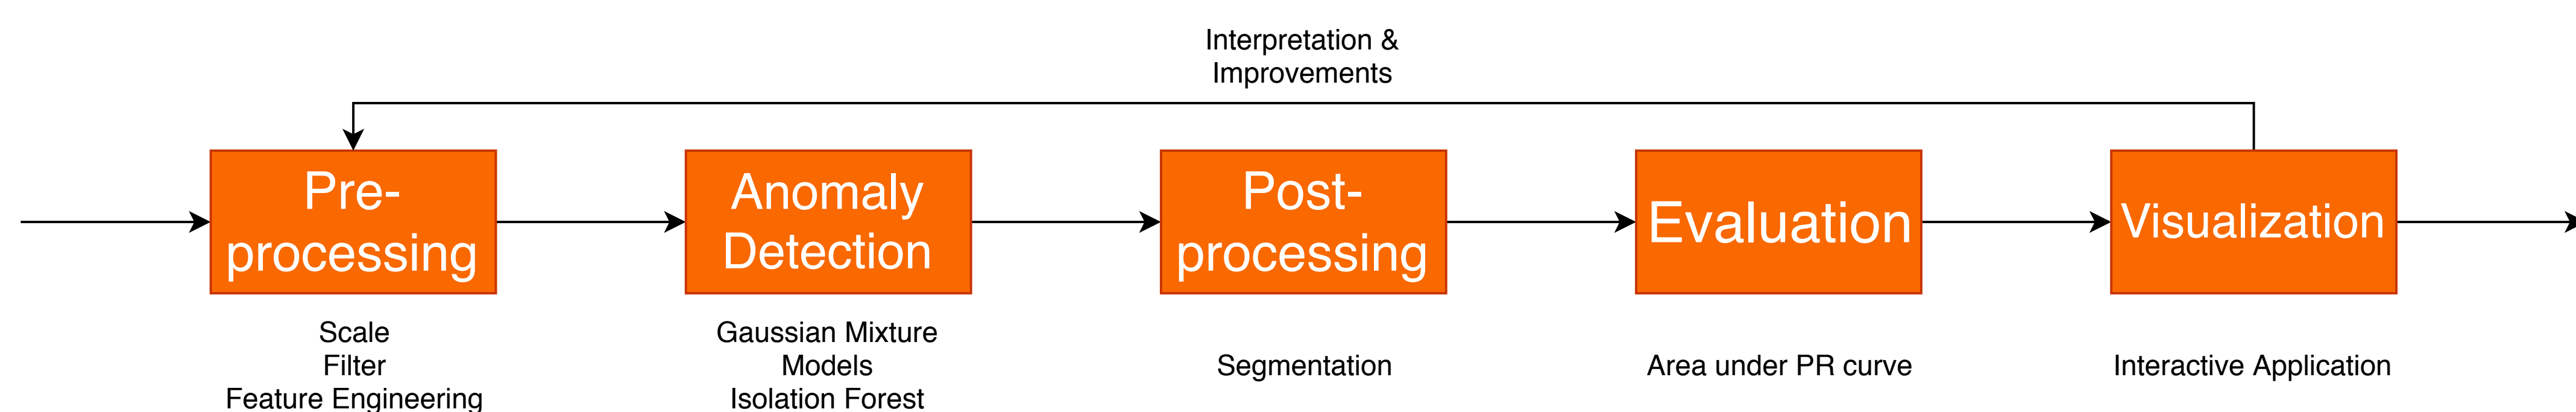 Interpretation &
Improvements
Pre-
processing
Anomaly
Detection
Post-
processing
Evaluation
Visualization
Scale
Filter
Feature Engineering
Gaussian Mixture
Models
Isolation Forest
Segmentation
Area under PR curve
Interactive Application